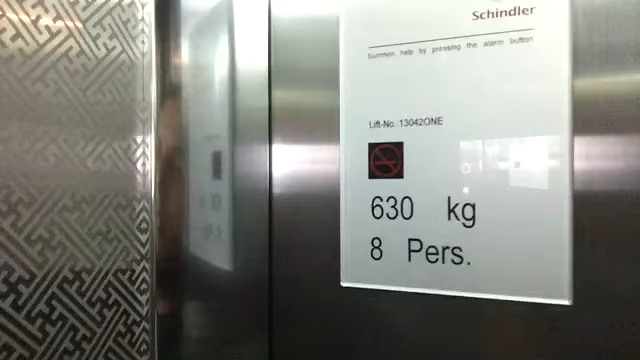 Schindler
Summon help by pressing the alarm button
Lift-No: 13042ONE
630 kg
8 Pers.